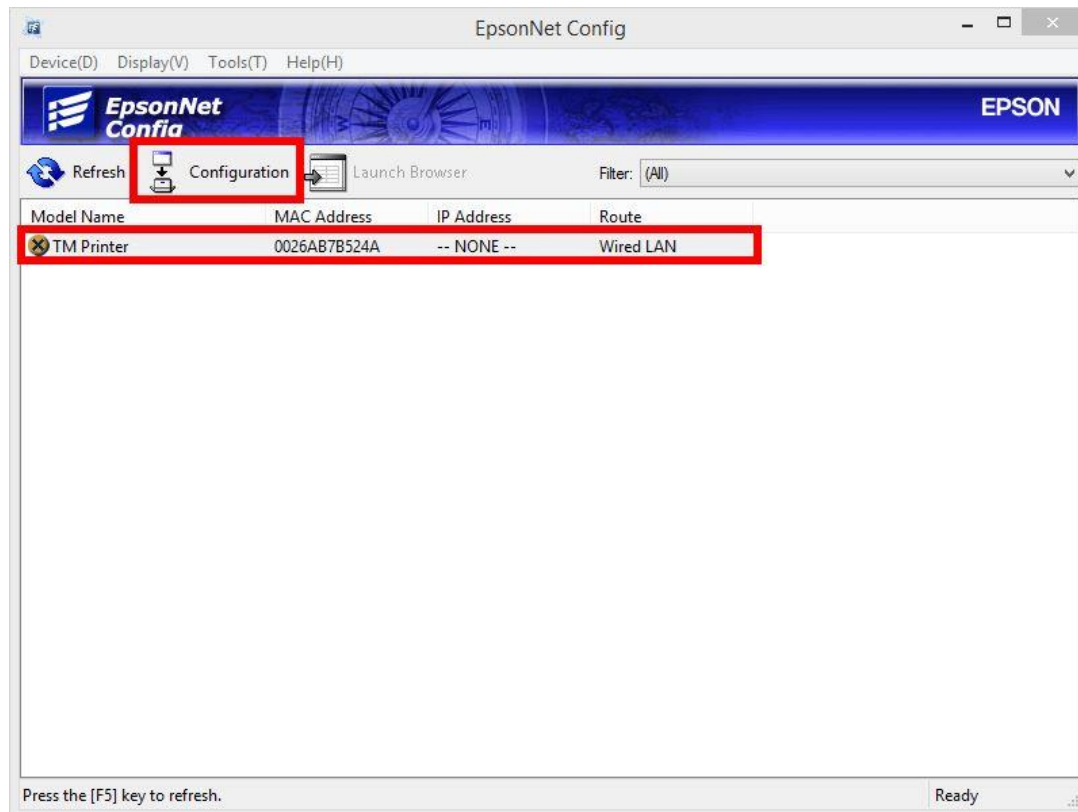 EpsonNet Config
Device(D) Display(V) Tools(T) Help(H)
EpsonNet
Config
EPSON
Refresh Configuration Launch Browser Filter: (All)
Model Name MAC Address IP Address Route
TM Printer 0026AB7B524A -- NONE -- Wired LAN
Press the [F5] key to refresh. Ready